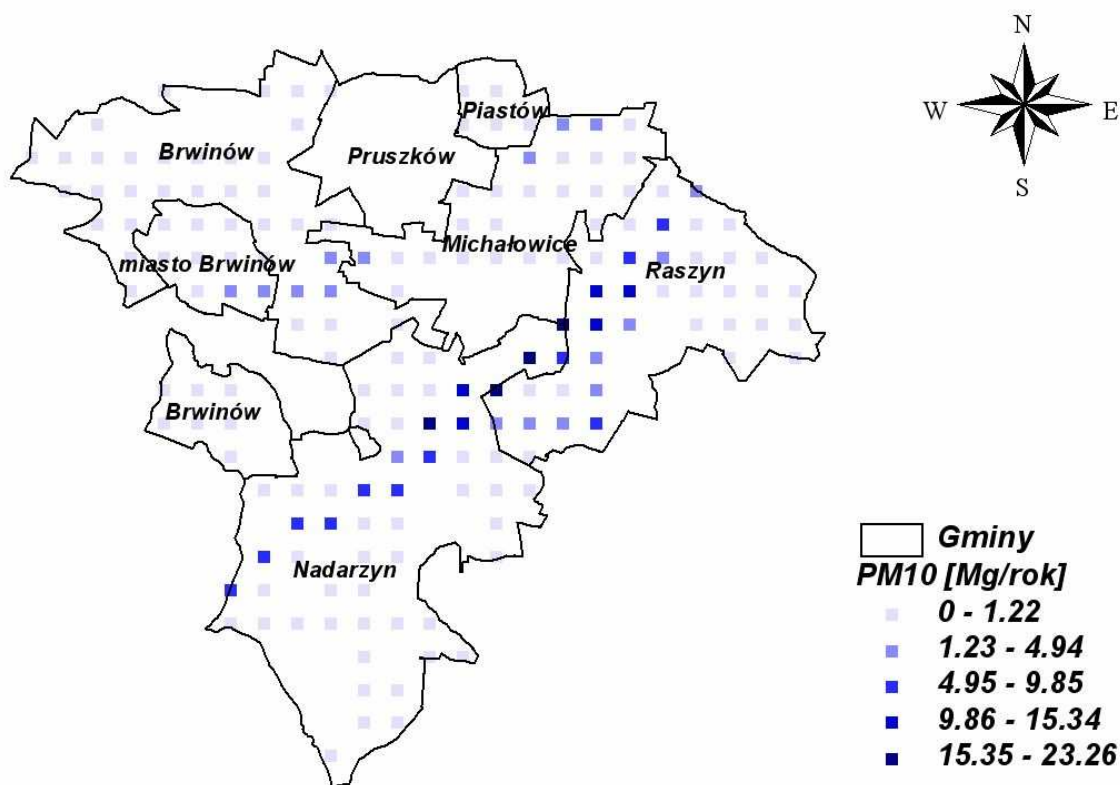 N
Piastów
W
E
Brwinów
Pruszków
S
Michałowice
miasto Brwinów
Raszyn
Brwinów
Gminy
Nadarzyn
PM10 [Mg/rok]
0 - 1.22
1.23 - 4.94
4.95 - 9.85
9.86 - 15.34
15.35 - 23.26